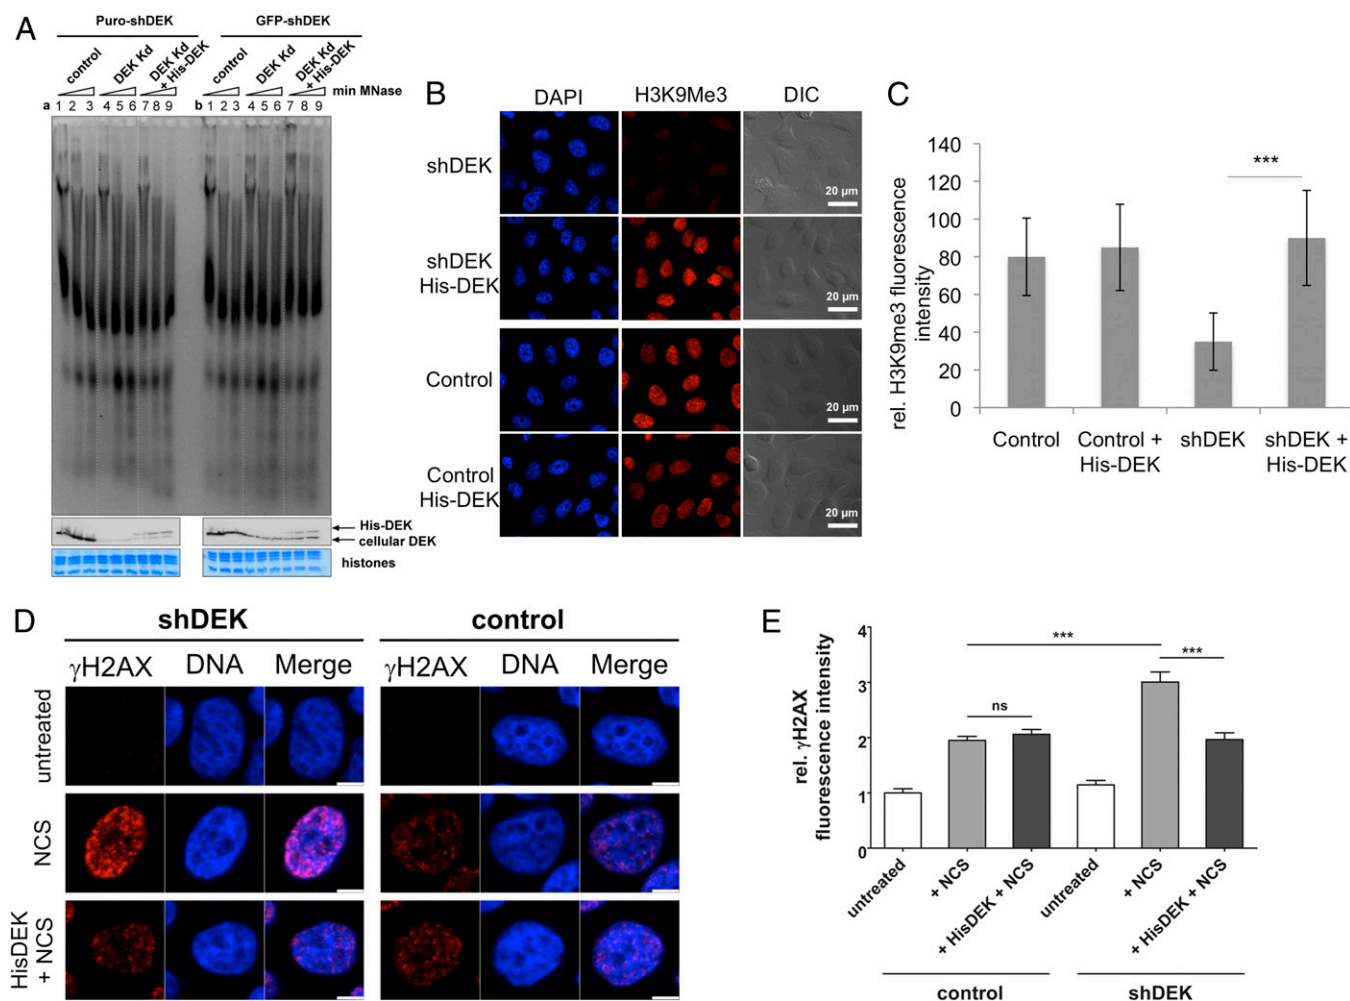 A
Puro-shDEK
GFP-shDEK
control
DEK Kd
DEK Kd
+ His-DEK
control
DEK Kd
DEK Kd
+ His-DEK
min MNase
a 1 2 3 4 5 6 7 8 9
b 1 2 3 4 5 6 7 8 9
His-DEK
cellular DEK
histones
B
DAPI
H3K9Me3
DIC
shDEK
20 µm
shDEK
His-DEK
20 µm
Control
20 µm
Control
His-DEK
20 µm
C
rel. H3K9me3 fluorescence
intensity
140
120
100
80
60
40
20
0
***
Control
Control +
His-DEK
shDEK
shDEK +
His-DEK
D
shDEK
control
γH2AX
DNA
Merge
γH2AX
DNA
Merge
untreated
NCS
HisDEK
+ NCS
E
rel. γH2AX
fluorescence intensity
4
3
2
1
0
***
***
ns
untreated
+ NCS
+ HisDEK + NCS
untreated
+ NCS
+ HisDEK + NCS
control
shDEK